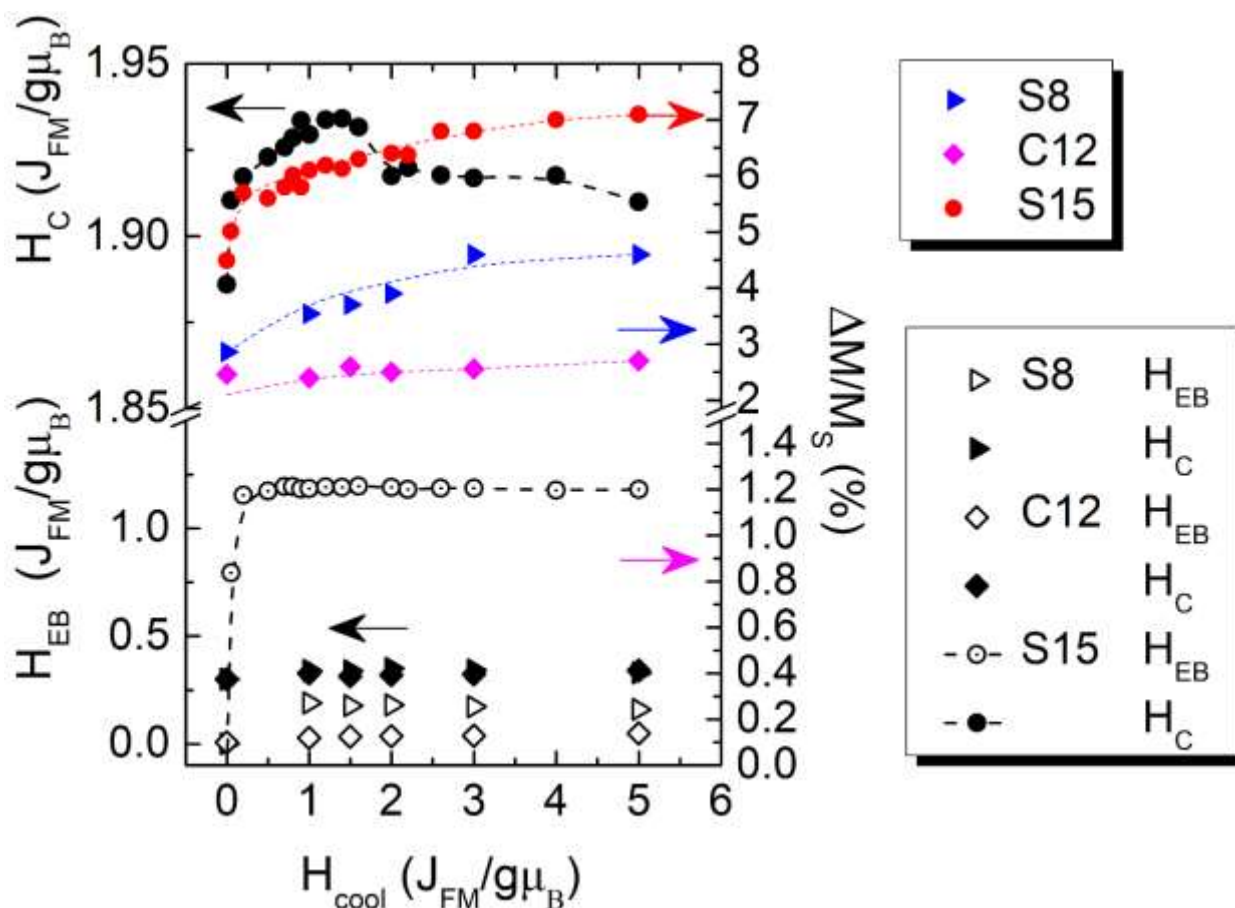 H_C (J_FM/gμ_B)
1.95
1.90
1.85
H_EB (J_FM/gμ_B)
1.0
0.5
0.0
8
7
6
5
4
3
2
1.4
1.2
1.0
0.8
0.6
0.4
0.2
0.0
ΔM/M_S (%)
0 1 2 3 4 5 6
H_cool (J_FM/gμ_B)
S8
C12
S15
S8 H_EB
H_C
C12 H_EB
H_C
S15 H_EB
H_C